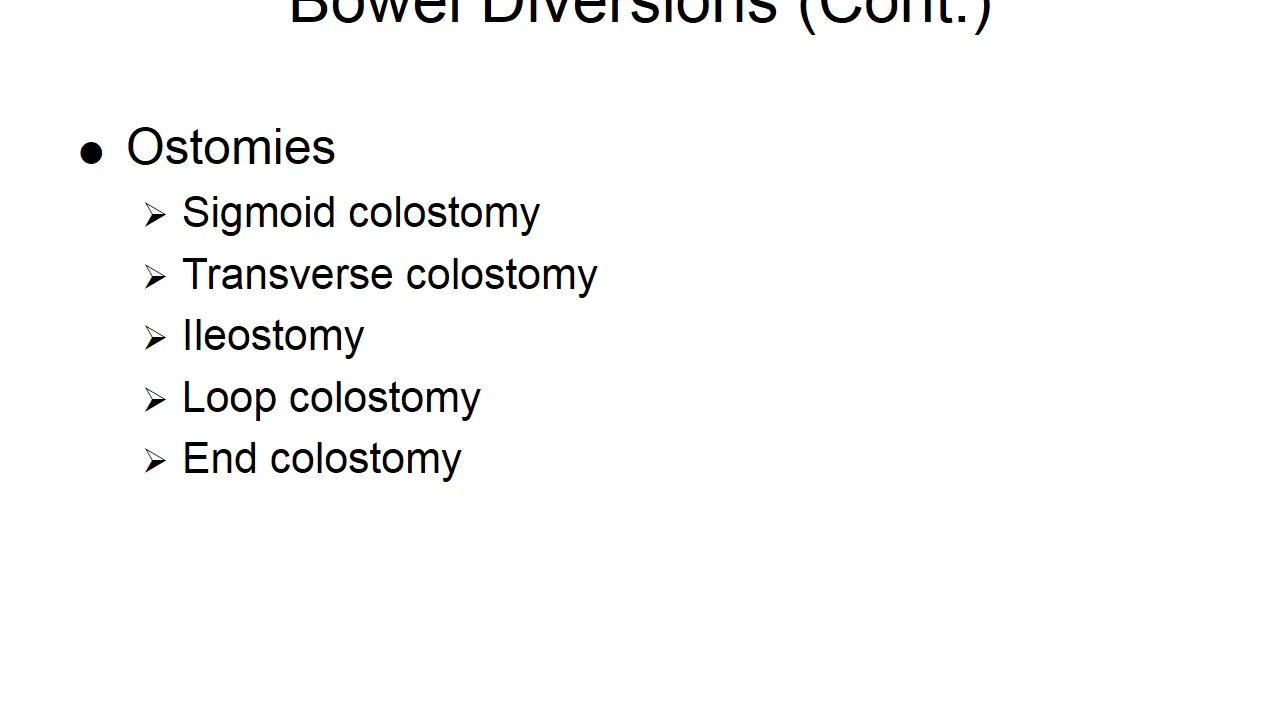 Bowel Diversions (Cont.)
● Ostomies
➢ Sigmoid colostomy
➢ Transverse colostomy
➢ Ileostomy
➢ Loop colostomy
➢ End colostomy